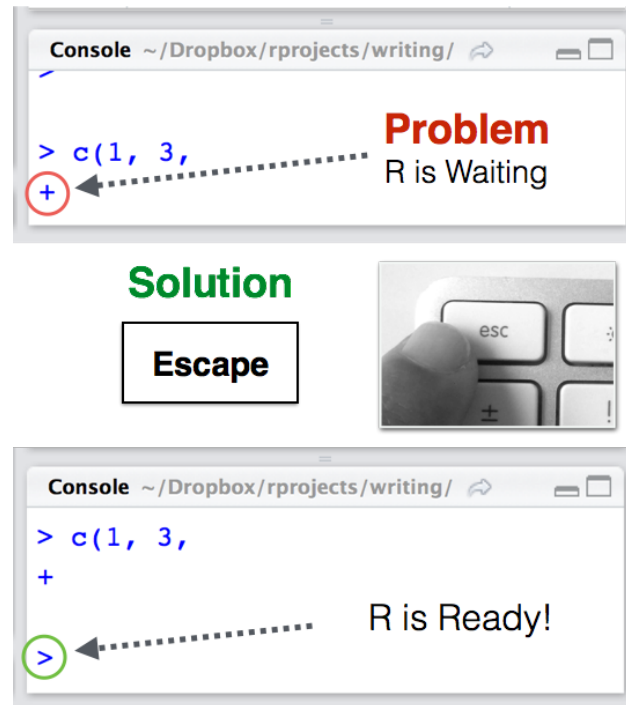 Console ~/Dropbox/rprojects/writing/
>
> c(1, 3,
+
Problem
R is Waiting
Solution
Escape
esc
±
!
Console ~/Dropbox/rprojects/writing/
> c(1, 3,
+
>
R is Ready!